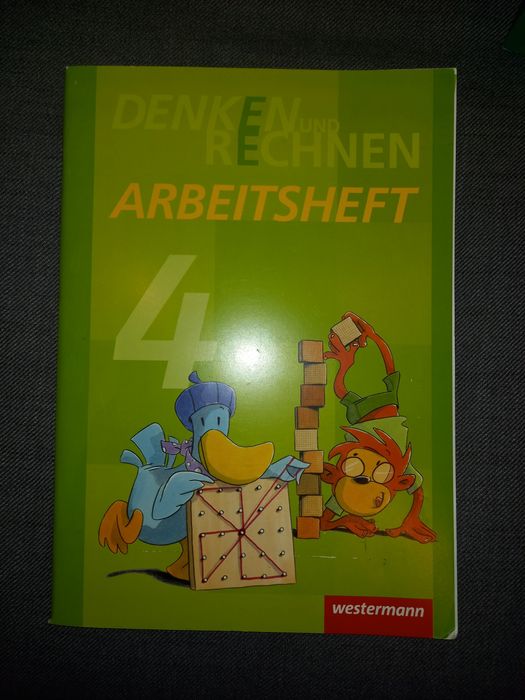 DENKEN UND
RECHNEN
ARBEITSHEFT
4
westermann